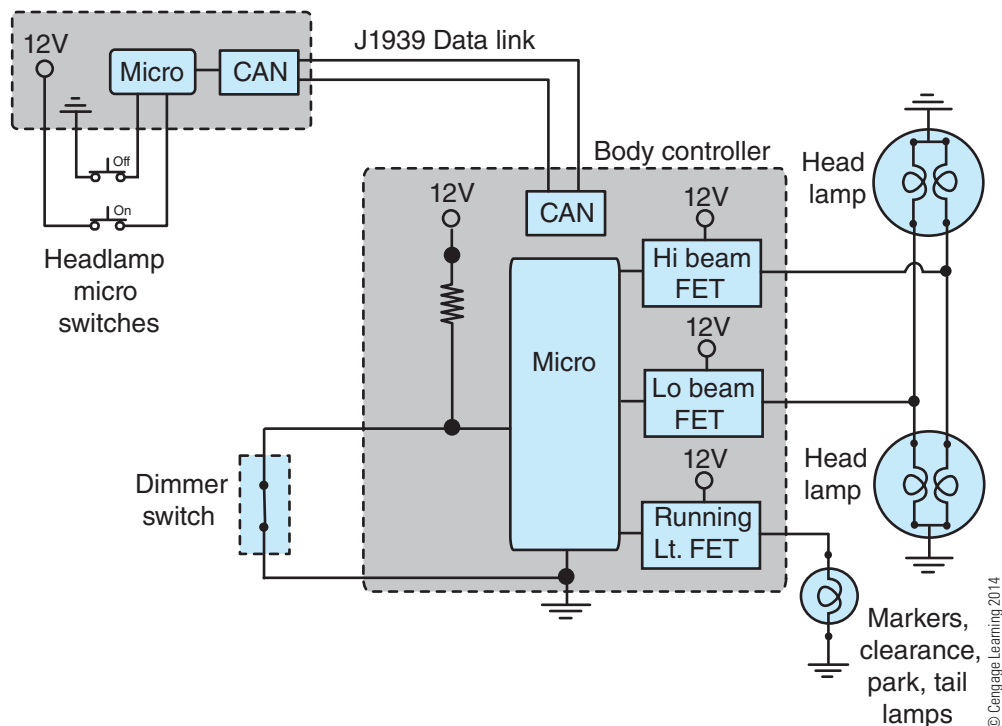 12V
Micro
CAN
J1939 Data link
Off
On
Headlamp
micro
switches
Body controller
12V
CAN
12V
Hi beam
FET
Head
lamp
Micro
12V
Lo beam
FET
Dimmer
switch
12V
Running
Lt. FET
Head
lamp
Markers,
clearance,
park, tail
lamps
© Cengage Learning 2014